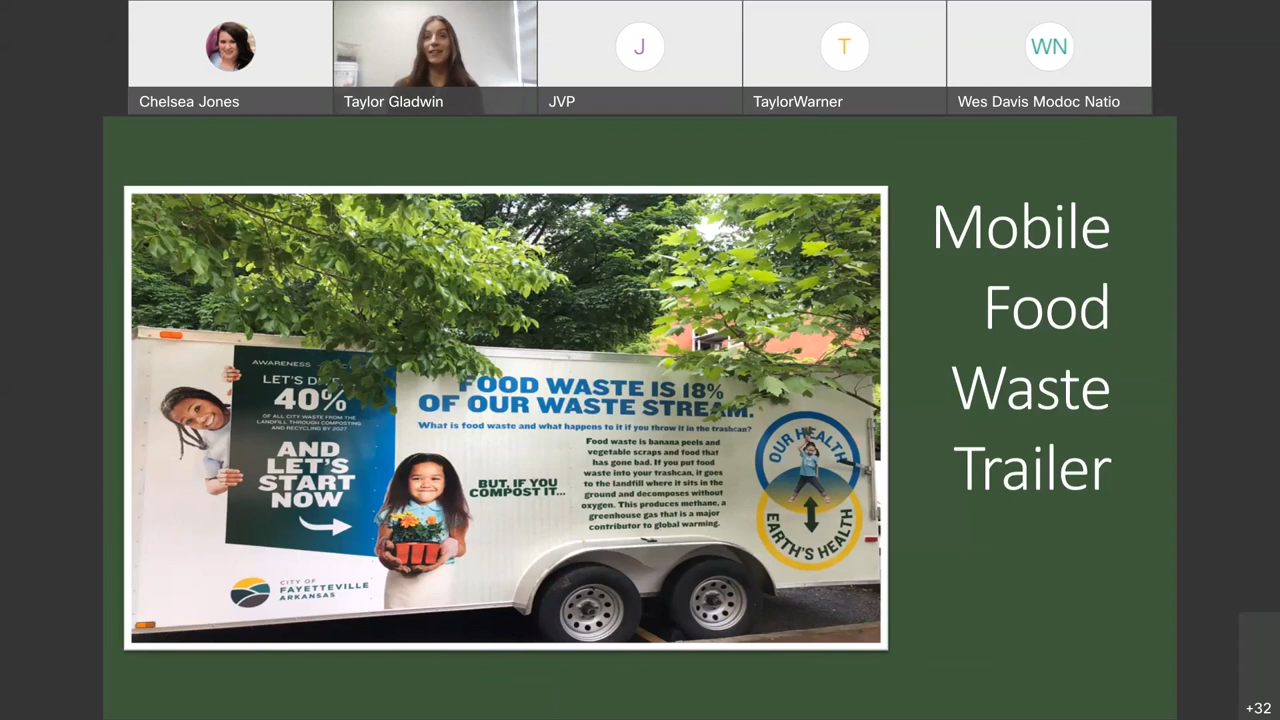 J
T
WN
Chelsea Jones
Taylor Gladwin
JVP
TaylorWarner
Wes Davis Modoc Natio
Mobile
Food
Waste
Trailer
AWARENESS
LET'S
40%
OF ALL CITY WASTE FROM THE
LANDFILL THROUGH COMPOSTING
AND RECYCLING BY 2027
AND
LET'S
START
NOW
CITY OF
FAYETTEVILLE
ARKANSAS
FOOD WASTE IS 18%
OF OUR WASTE STREAM.
What is food waste and what happens to it if you throw it in the trashcan?
BUT, IF YOU
COMPOST IT...
Food waste is banana peels and
vegetable scraps and food that
has gone bad. If you put food
waste into your trashcan, it goes
to the landfill where it sits in the
ground and decomposes without
oxygen. This produces methane, a
greenhouse gas that is a major
contributor to global warming.
OUR HEALTH
EARTH'S HEALTH
+32